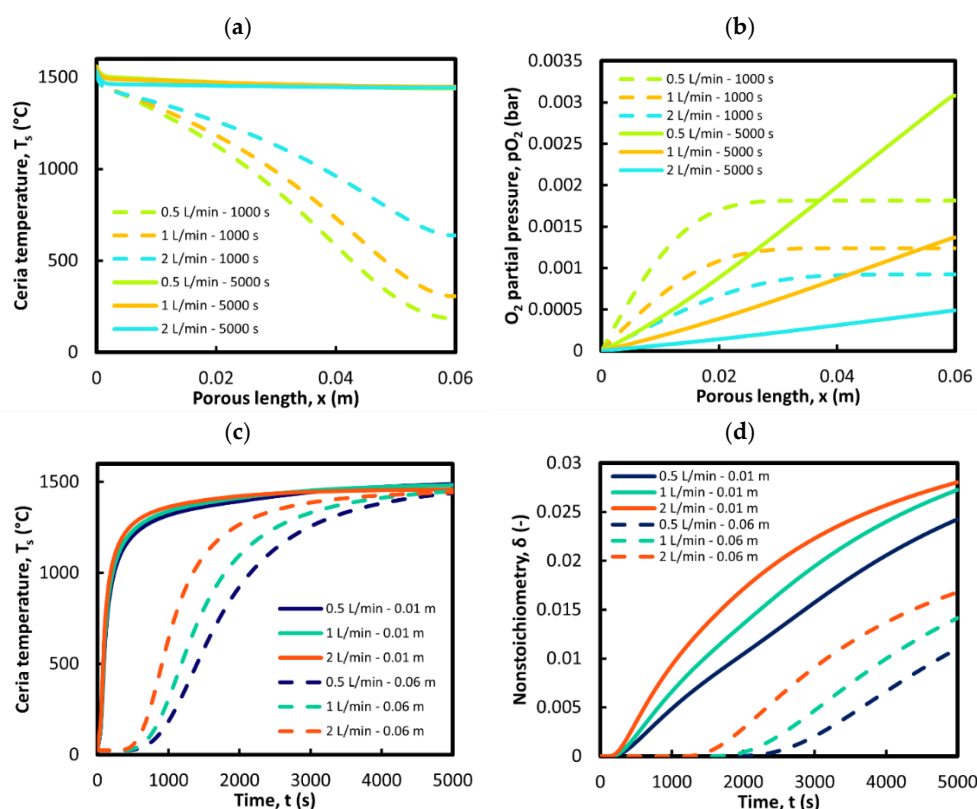 (a)
Ceria temperature, Tₛ (°C)
1500
1000
500
0
0.5 L/min - 1000 s
1 L/min - 1000 s
2 L/min - 1000 s
0.5 L/min - 5000 s
1 L/min - 5000 s
2 L/min - 5000 s
0
0.02
0.04
0.06
Porous length, x (m)
(b)
O₂ partial pressure, pO₂ (bar)
0.0035
0.003
0.0025
0.002
0.0015
0.001
0.0005
0
0.5 L/min - 1000 s
1 L/min - 1000 s
2 L/min - 1000 s
0.5 L/min - 5000 s
1 L/min - 5000 s
2 L/min - 5000 s
0
0.02
0.04
0.06
Porous length, x (m)
(c)
Ceria temperature, Tₛ (°C)
1500
1000
500
0
0.5 L/min - 0.01 m
1 L/min - 0.01 m
2 L/min - 0.01 m
0.5 L/min - 0.06 m
1 L/min - 0.06 m
2 L/min - 0.06 m
0
1000
2000
3000
4000
5000
Time, t (s)
(d)
Nonstoichiometry, δ (-)
0.03
0.025
0.02
0.015
0.01
0.005
0
0.5 L/min - 0.01 m
1 L/min - 0.01 m
2 L/min - 0.01 m
0.5 L/min - 0.06 m
1 L/min - 0.06 m
2 L/min - 0.06 m
0
1000
2000
3000
4000
5000
Time, t (s)